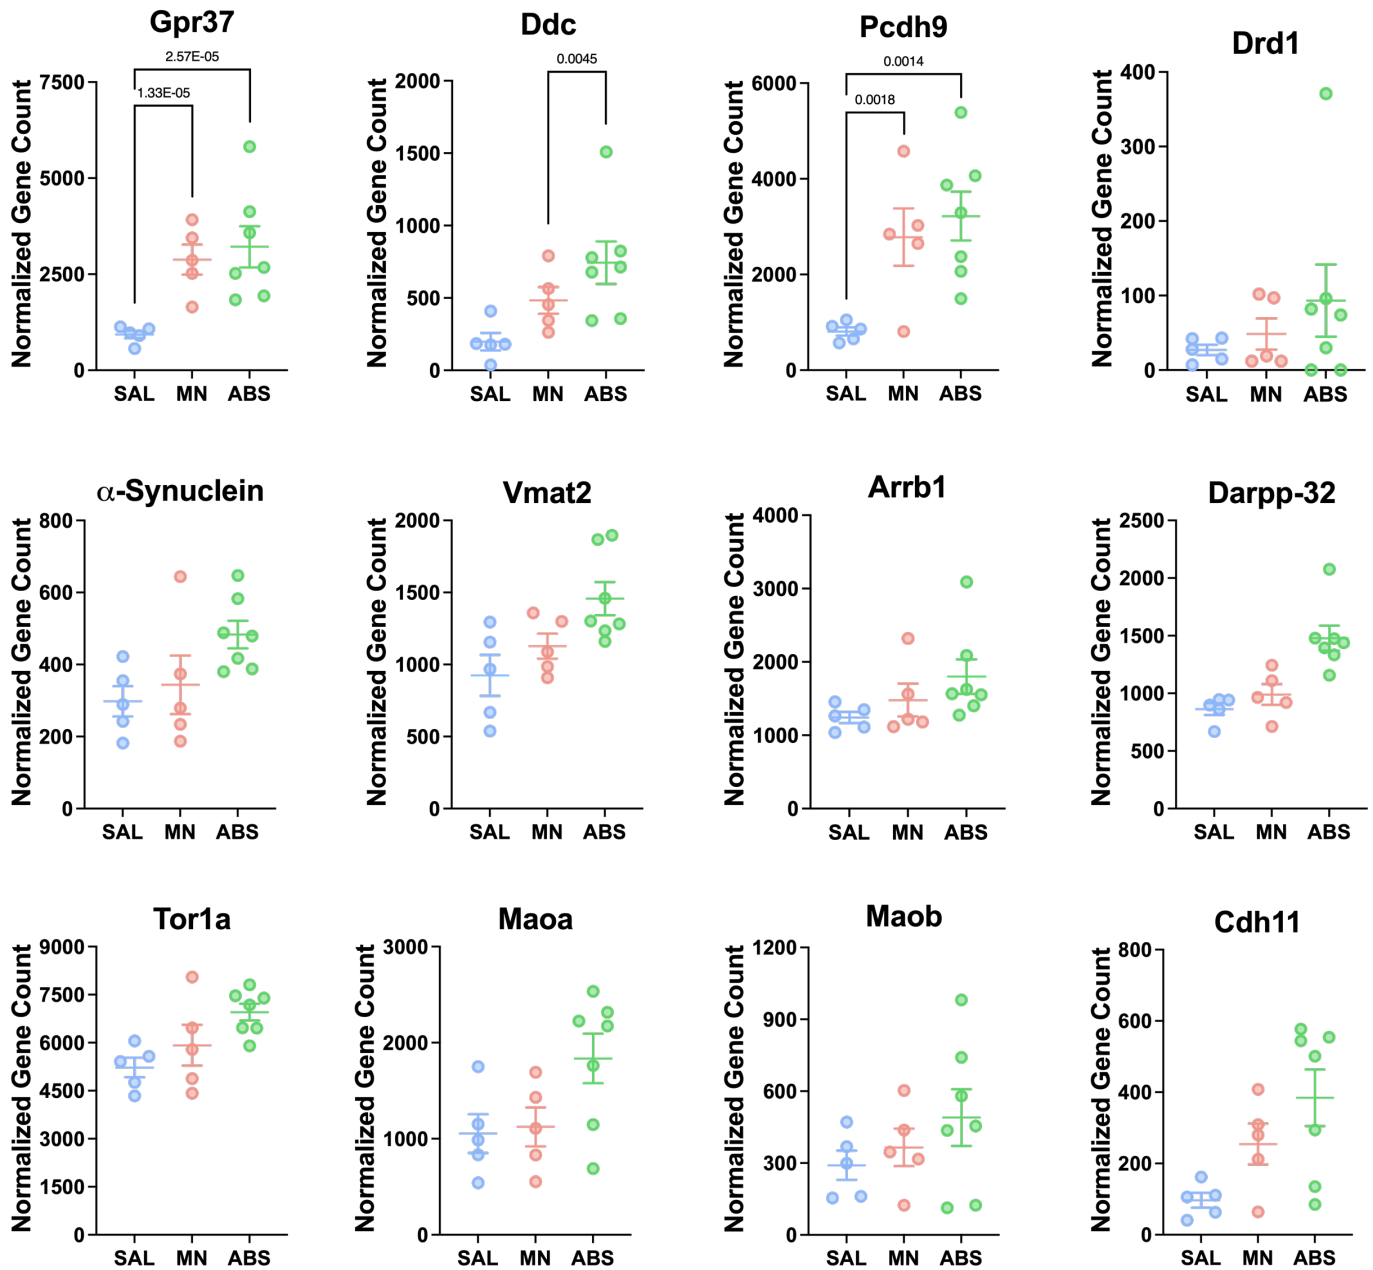 Gpr37
Normalized Gene Count
7500
5000
2500
0
2.57E-05
1.33E-05
SAL MN ABS
Ddc
Normalized Gene Count
2000
1500
1000
500
0
0.0045
SAL MN ABS
Pcdh9
Normalized Gene Count
6000
4000
2000
0
0.0014
0.0018
SAL MN ABS
Drd1
Normalized Gene Count
400
300
200
100
0
SAL MN ABS
α-Synuclein
Normalized Gene Count
800
600
400
200
0
SAL MN ABS
Vmat2
Normalized Gene Count
2000
1500
1000
500
0
SAL MN ABS
Arrb1
Normalized Gene Count
4000
3000
2000
1000
0
SAL MN ABS
Darpp-32
Normalized Gene Count
2500
2000
1500
1000
500
0
SAL MN ABS
Tor1a
Normalized Gene Count
9000
7500
6000
4500
3000
1500
0
SAL MN ABS
Maoa
Normalized Gene Count
3000
2000
1000
0
SAL MN ABS
Maob
Normalized Gene Count
1200
900
600
300
0
SAL MN ABS
Cdh11
Normalized Gene Count
800
600
400
200
0
SAL MN ABS